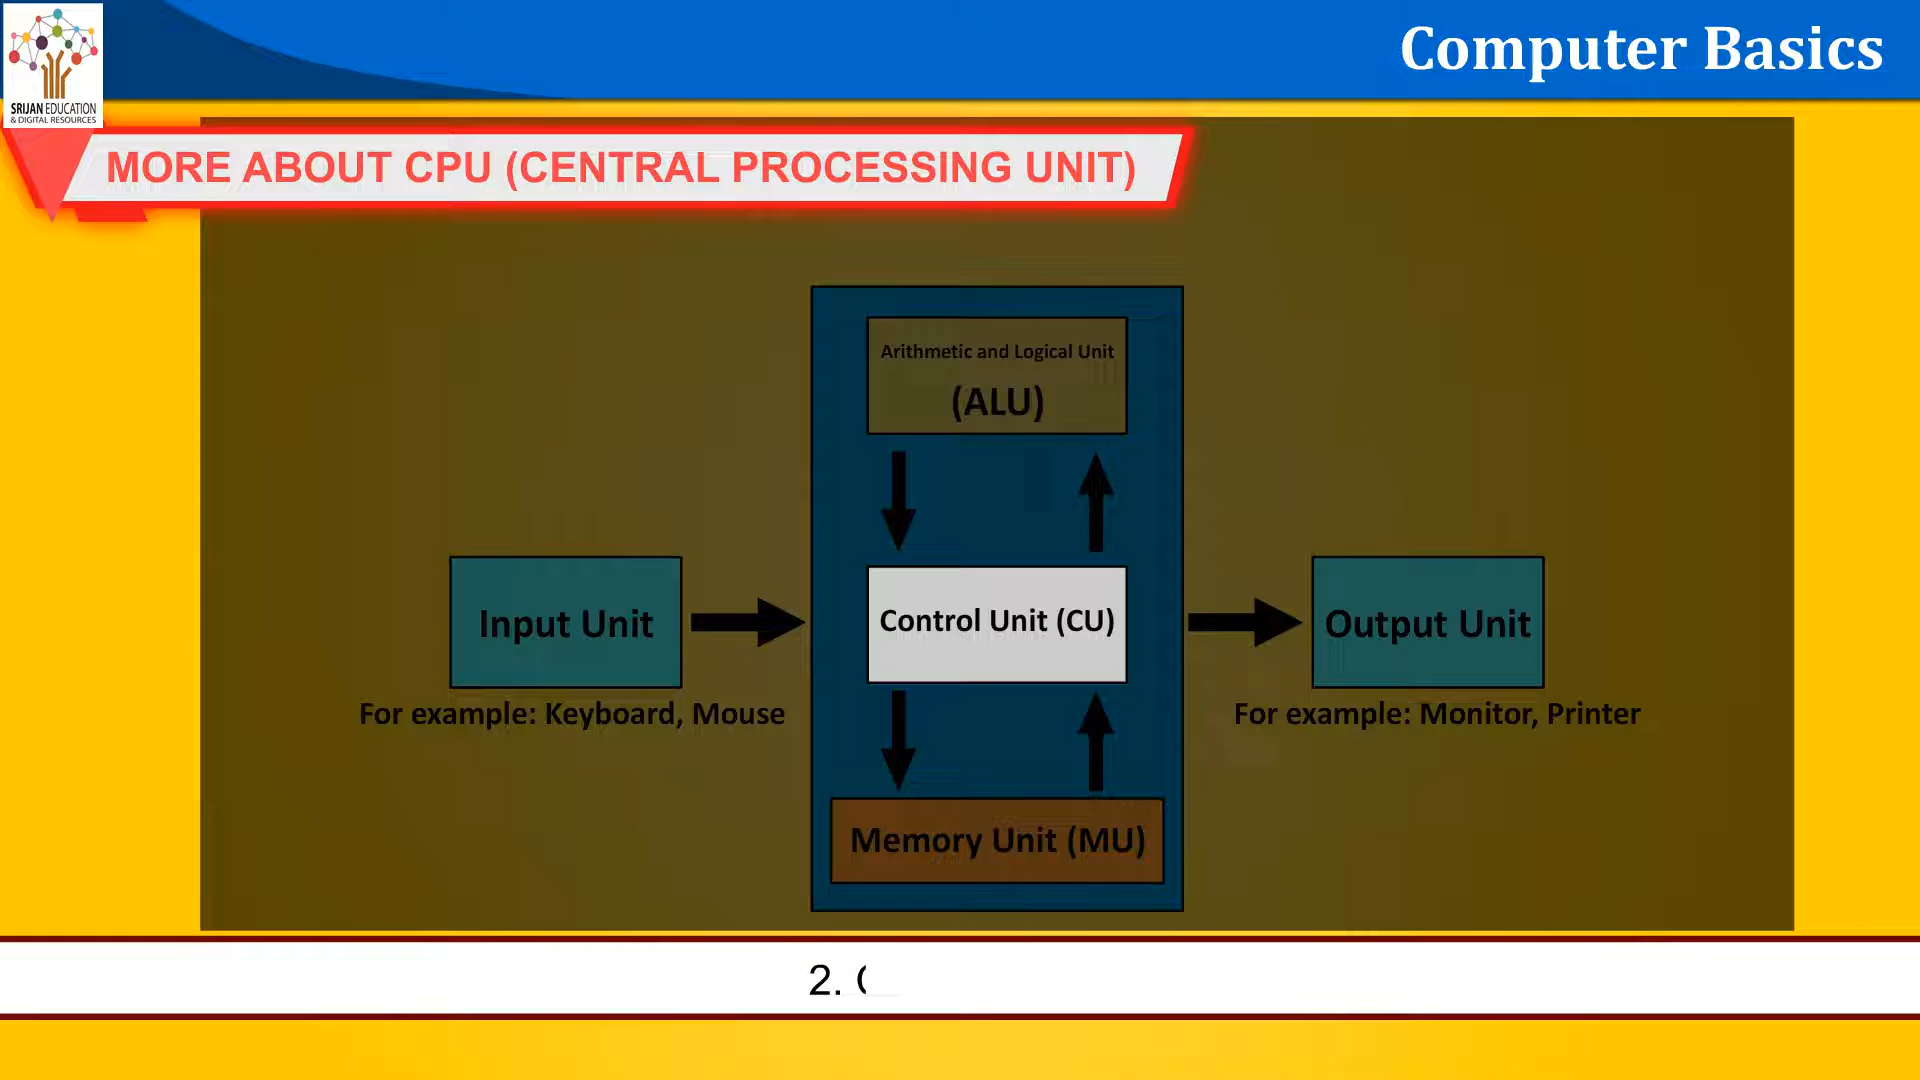 Computer Basics
SRIJAN EDUCATION
& DIGITAL RESOURCES
MORE ABOUT CPU (CENTRAL PROCESSING UNIT)
Arithmetic and Logical Unit
(ALU)
Input Unit
Control Unit (CU)
Output Unit
For example: Keyboard, Mouse
For example: Monitor, Printer
Memory Unit (MU)
2.